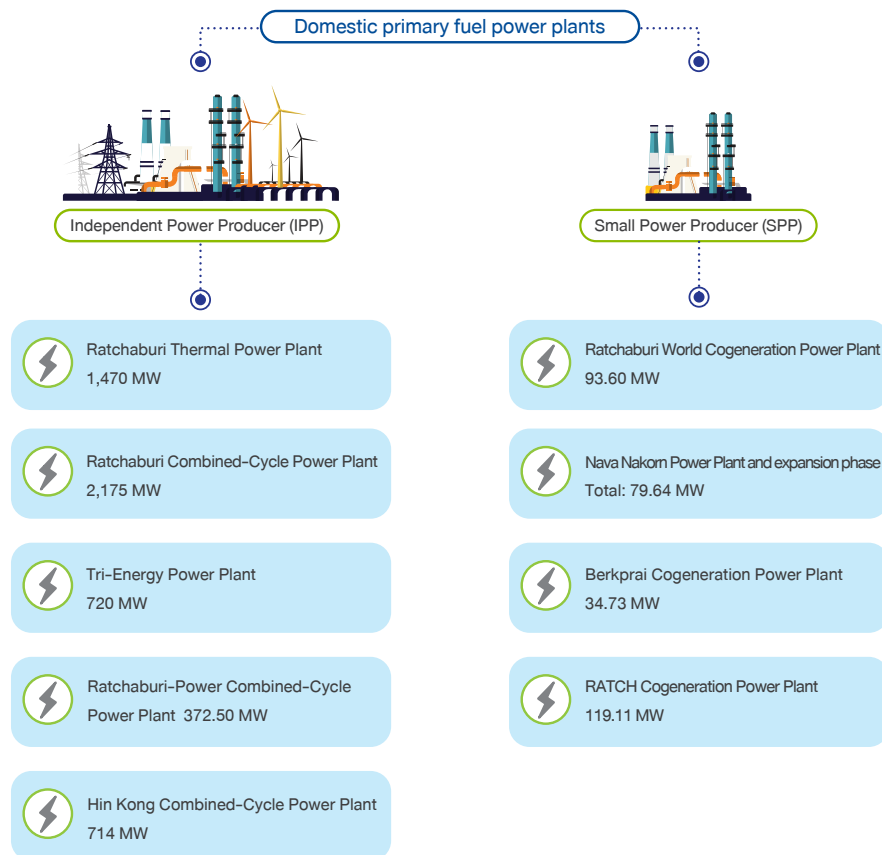 Domestic primary fuel power plants
Independent Power Producer (IPP)
Ratchaburi Thermal Power Plant
1,470 MW
Ratchaburi Combined-Cycle Power Plant
2,175 MW
Tri-Energy Power Plant
720 MW
Ratchaburi-Power Combined-Cycle
Power Plant 372.50 MW
Hin Kong Combined-Cycle Power Plant
714 MW
Small Power Producer (SPP)
Ratchaburi World Cogeneration Power Plant
93.60 MW
Nava Nakorn Power Plant and expansion phase
Total: 79.64 MW
Berkprai Cogeneration Power Plant
34.73 MW
RATCH Cogeneration Power Plant
119.11 MW